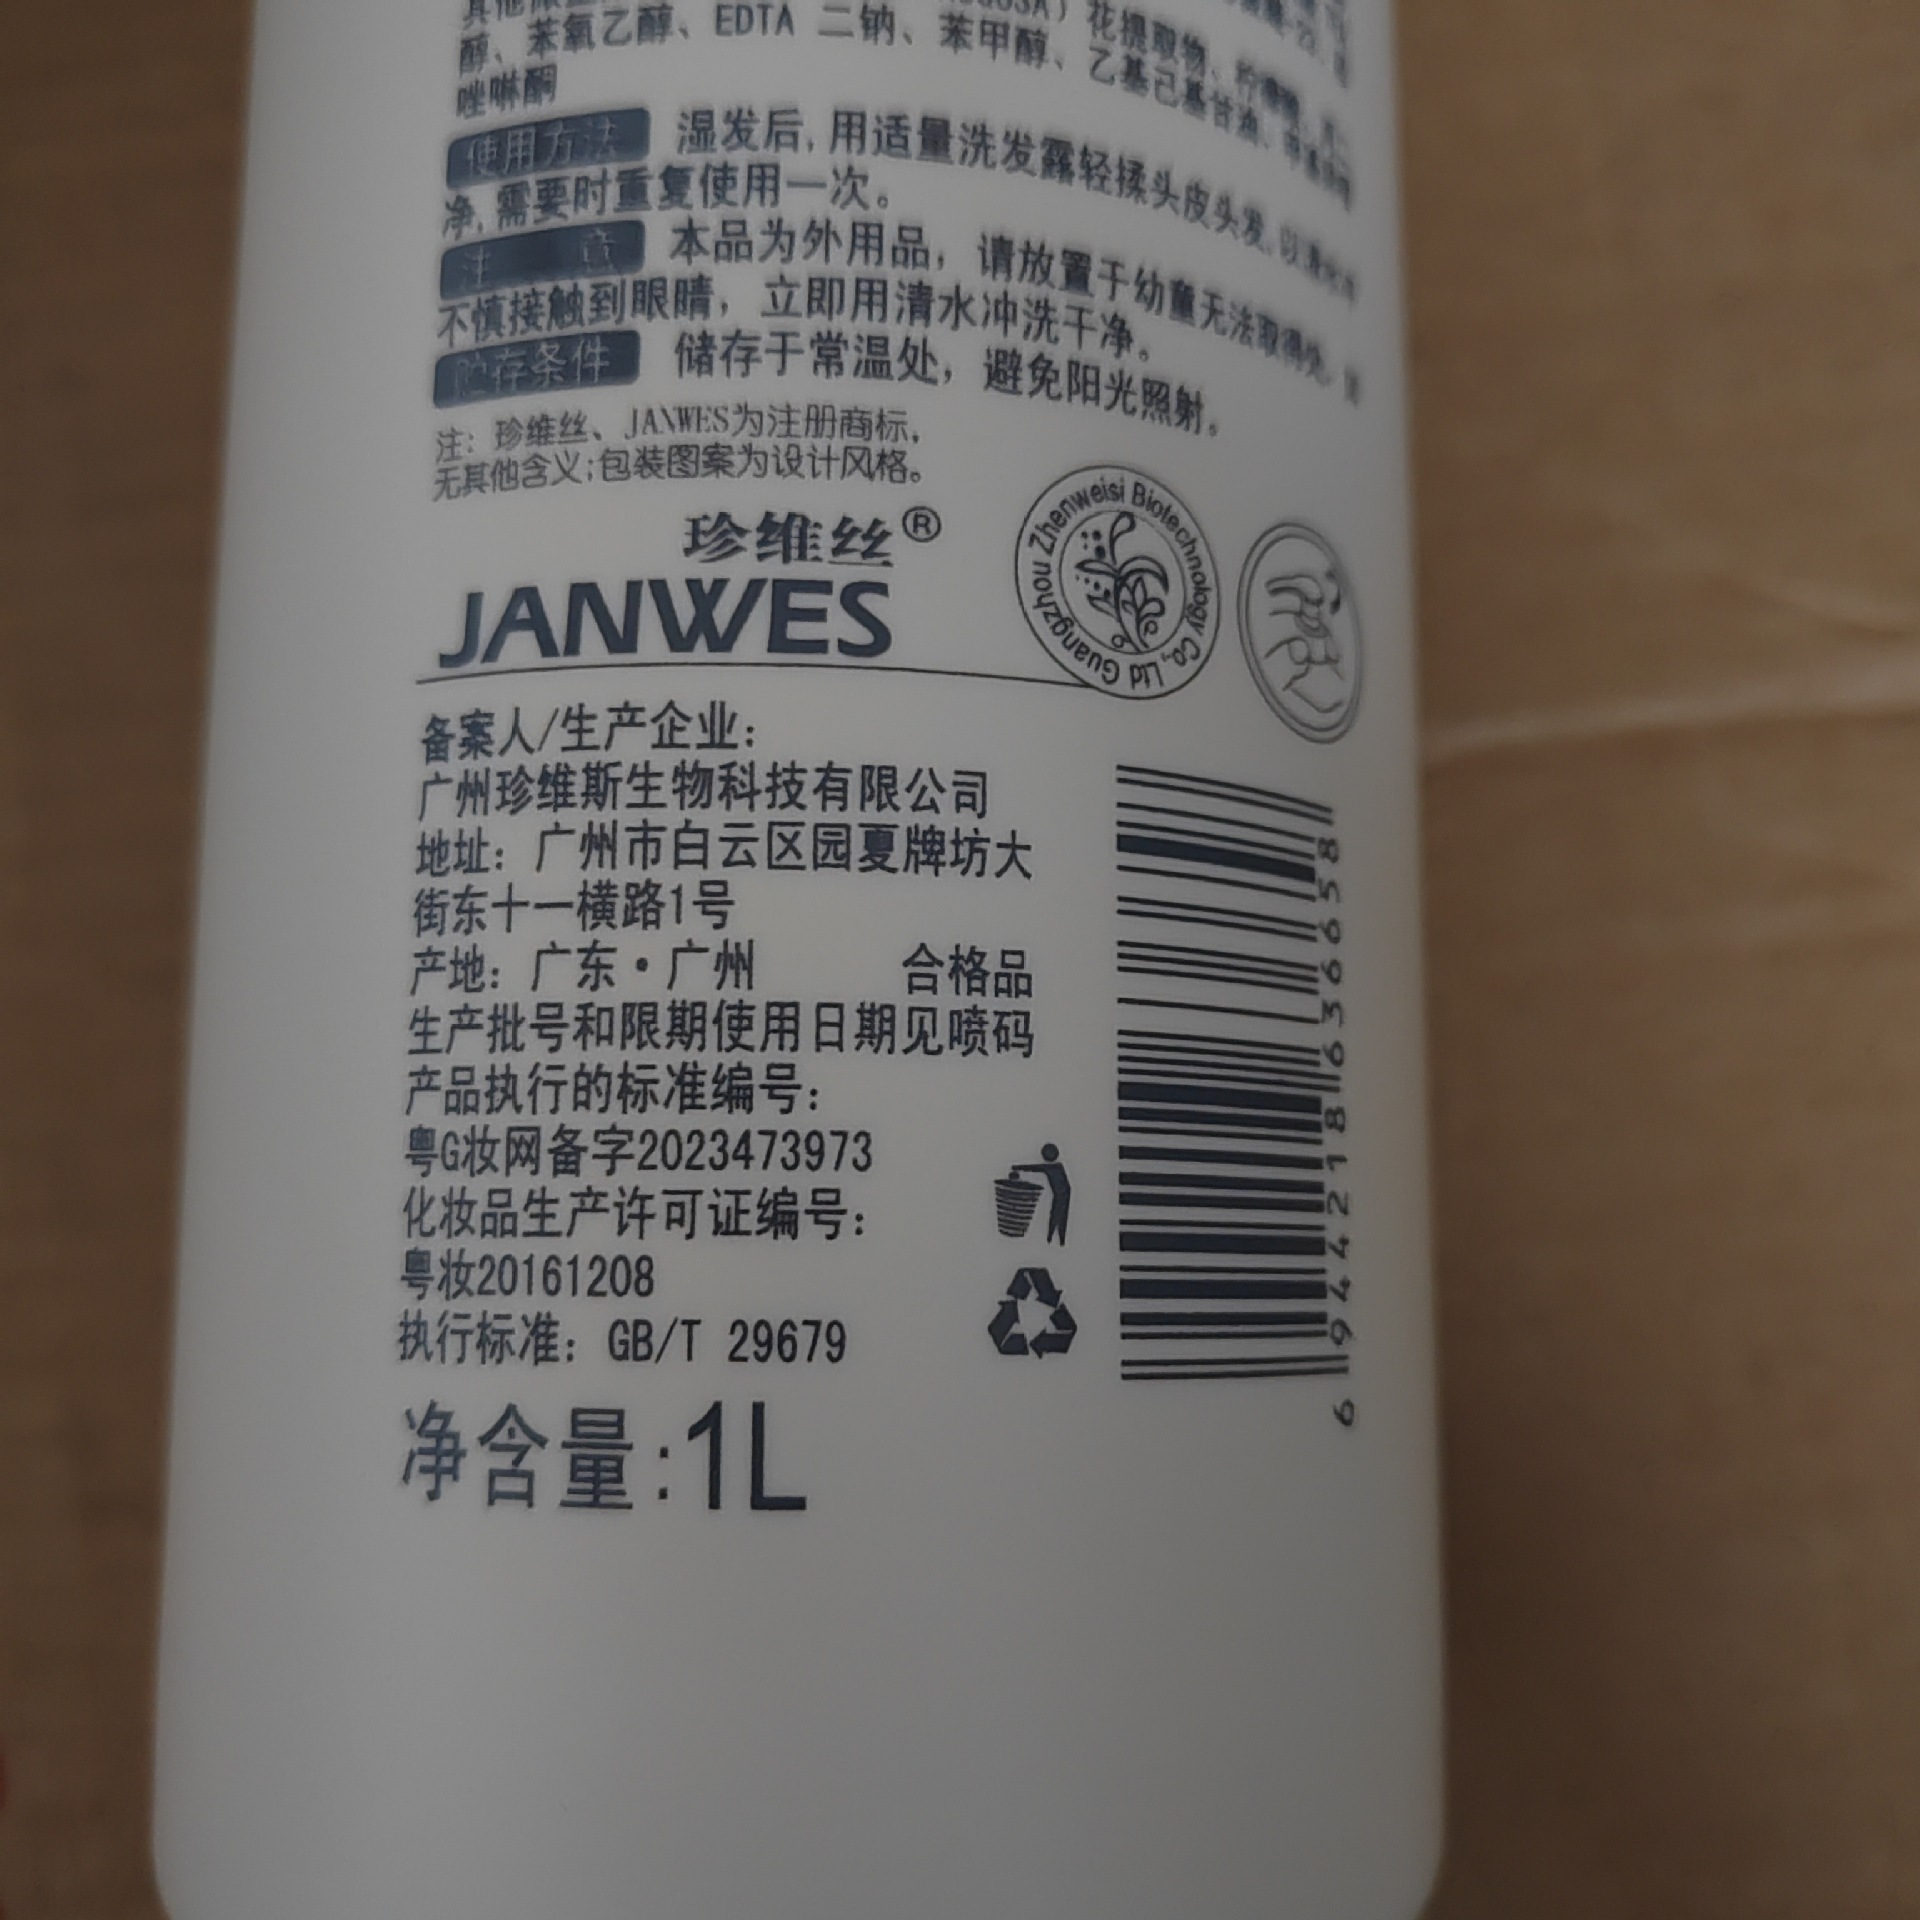 花提取物、
醇、苯氧乙醇、EDTA 二钠、苯甲醇、乙基己基甘油、
唑啉酮
使用方法 湿发后，用适量洗发露轻揉头皮头发，以清水冲
净，需要时重复使用一次。
注 意 本品为外用品，请放置于幼童无法取得处，
不慎接触到眼睛，立即用清水冲洗干净。
贮存条件 储存于常温处，避免阳光照射。
注：珍维丝、JANWES为注册商标，
无其他含义；包装图案为设计风格。
珍维丝®
JANWES
Guangzhou Zhenweisi Biotechnology Co., Ltd
备案人/生产企业：
广州珍维斯生物科技有限公司
地址：广州市白云区园夏牌坊大
街东十一横路1号
产地：广东·广州 合格品
生产批号和限期使用日期见喷码
产品执行的标准编号：
粤G妆网备字2023473973
化妆品生产许可证编号：
粤妆20161208
执行标准：GB/T 29679
净含量:1L
6 944218 636658